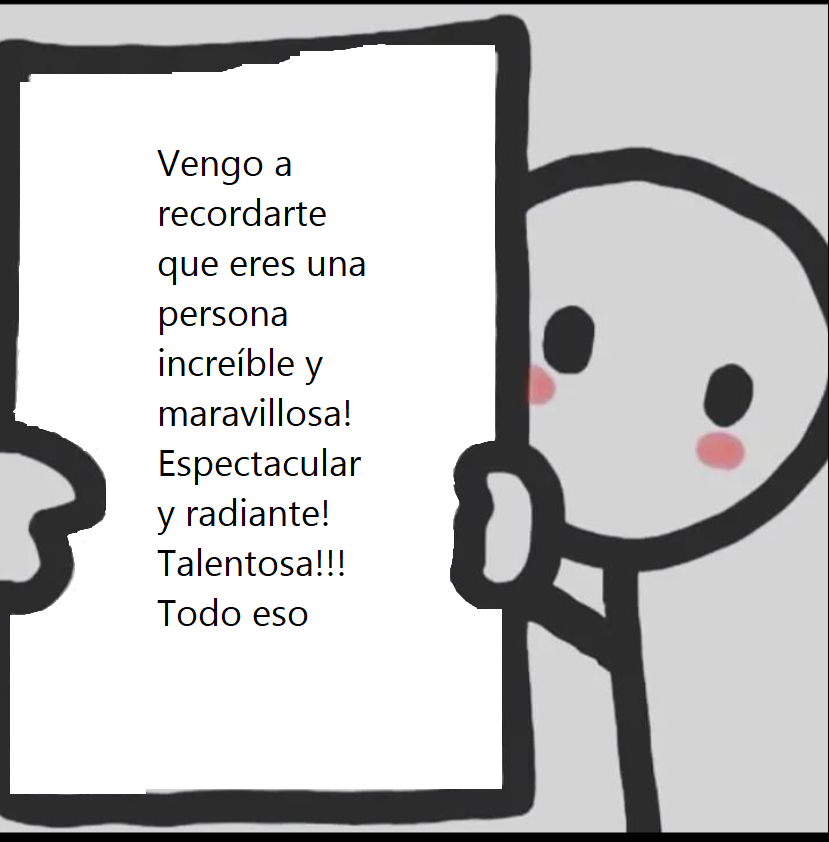 Vengo a
recordarte
que eres una
persona
increíble y
maravillosa!
Espectacular
y radiante!
Talentosa!!!
Todo eso